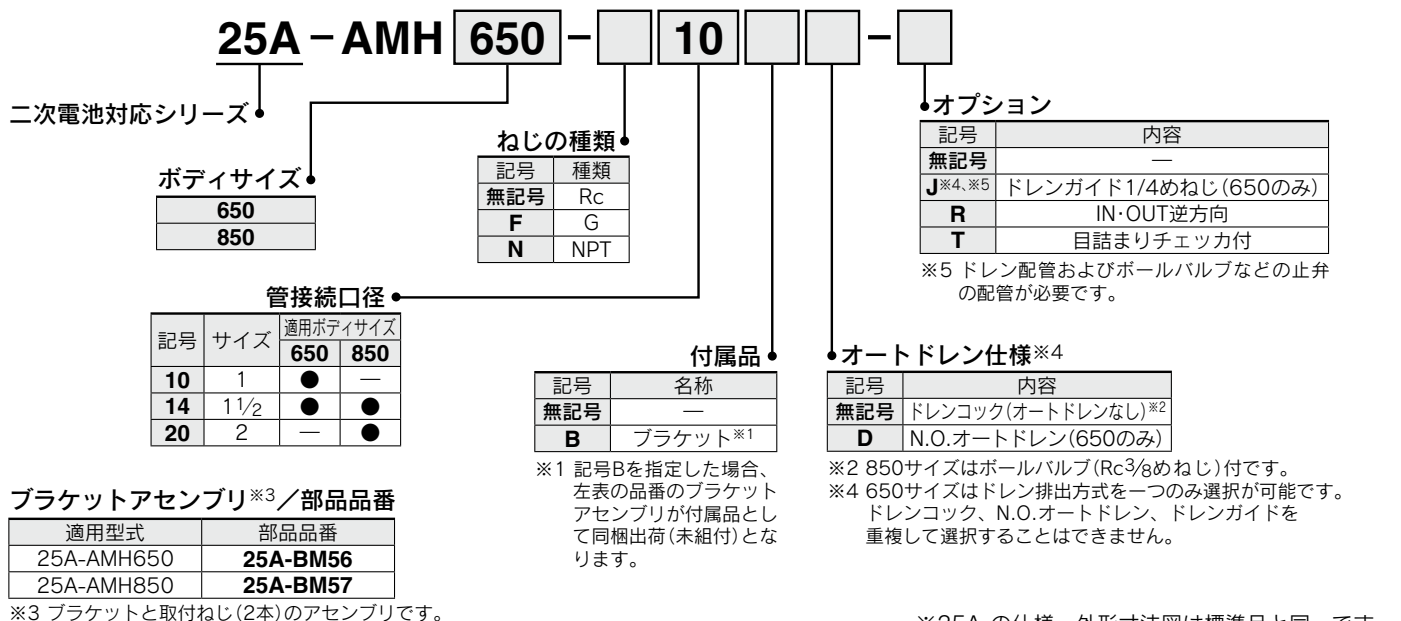 25A-AMH 650 - 10 -
二次電池対応シリーズ
ボディサイズ
650
850
ねじの種類
記号 種類
無記号 Rc
F G
N NPT
管接続口径
記号 サイズ 適用ボディサイズ
650 850
10 1 ● —
14 1 1/2 ● ●
20 2 — ●
付属品
記号 名称
無記号 —
B ブラケット※1
※1 記号Bを指定した場合、
左表の品番のブラケット
アセンブリが付属品とし
て同梱出荷(未組付)とな
ります。
オートドレン仕様※4
記号 内容
無記号 ドレンコック(オートドレンなし)※2
D N.O.オートドレン(650のみ)
※2 850サイズはボールバルブ(Rc3/8めねじ)付です。
※4 650サイズはドレン排出方式を一つのみ選択が可能です。
ドレンコック、N.O.オートドレン、ドレンガイドを
重複して選択することはできません。
オプション
記号 内容
無記号 —
J※4、※5 ドレンガイド1/4めねじ(650のみ)
R IN・OUT逆方向
T 目詰まりチェッカ付
※5 ドレン配管およびボールバルブなどの止弁
の配管が必要です。
ブラケットアセンブリ※3/部品品番
適用型式 部品品番
25A-AMH650 25A-BM56
25A-AMH850 25A-BM57
※3 ブラケットと取付ねじ(2本)のアセンブリです。